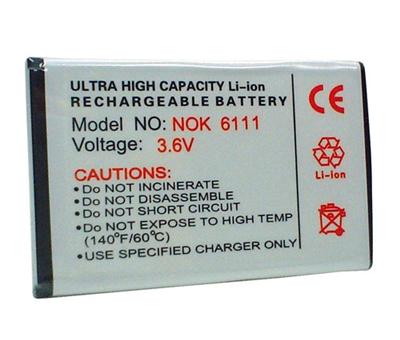 ULTRA HIGH CAPACITY Li-ion
RECHARGEABLE BATTERY
Model NO: NOK 6111
Voltage: 3.6V
CAUTIONS:
•Do NOT INCINERATE
•Do NOT DISASSEMBLE
•Do NOT SHORT CIRCUIT
•Do NOT EXPOSE TO HIGH TEMP
(140°F/60°C)
•USE SPECIFIED CHARGER ONLY
CE
Li-ion